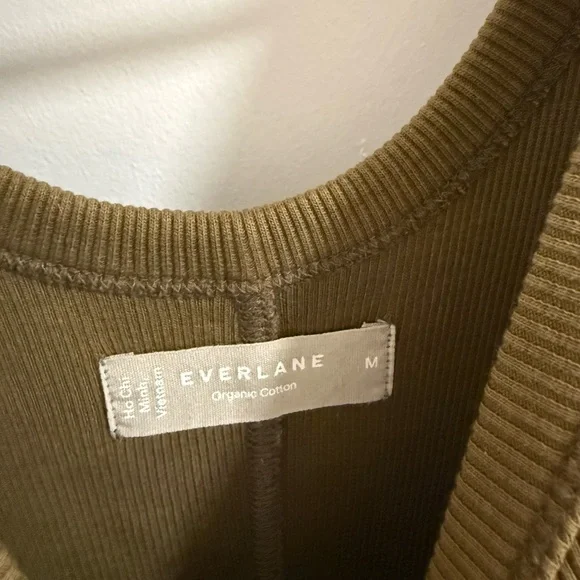 Ho Chi
Minh,
Vietnam
EVERLANE
Organic Cotton
M